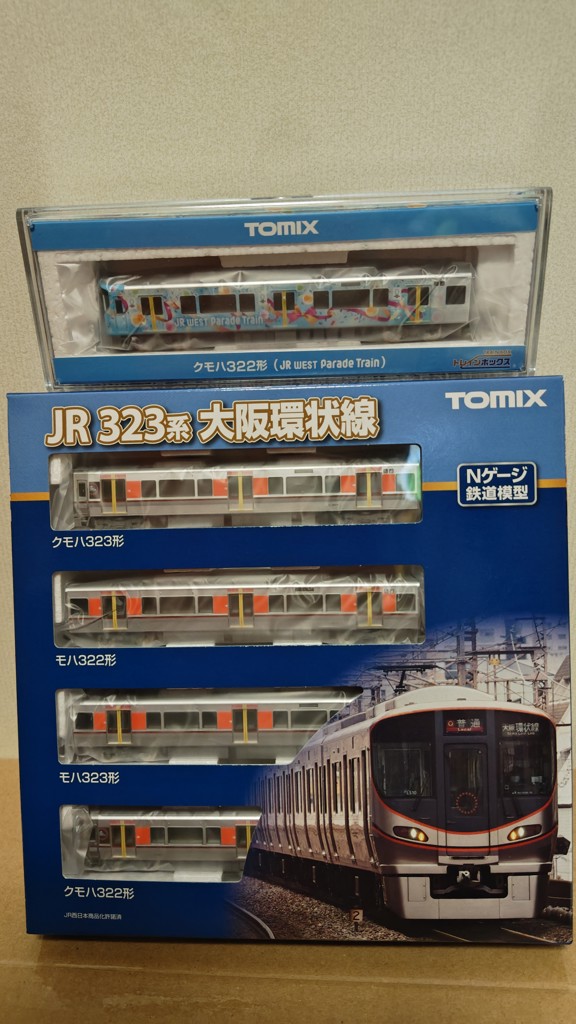 TOMIX
JR WEST Parade Train
クモハ322形 (JR WEST Parade Train)
トレインボックス
JR 323系 大阪環状線
TOMIX
Nゲージ
鉄道模型
クモハ323形
モハ322形
モハ323形
クモハ322形
普通
大阪環状線
JR西日本商品化許諾済